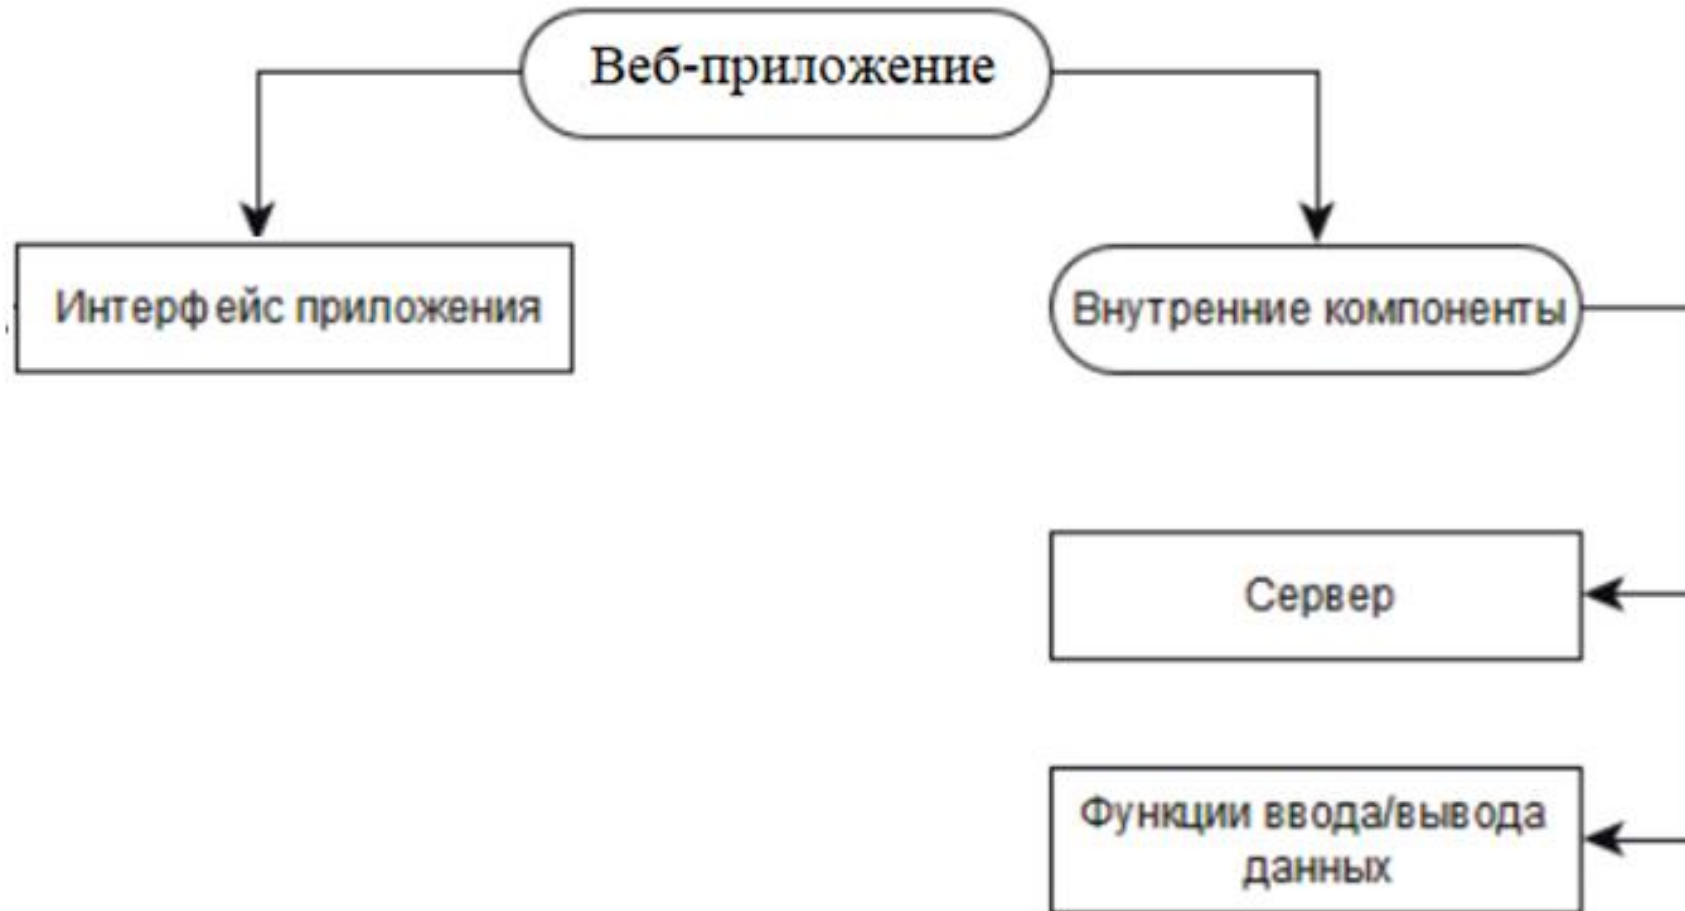 Веб-приложение
Интерфейс приложения
Внутренние компоненты
Сервер
Функции ввода/вывода
данных